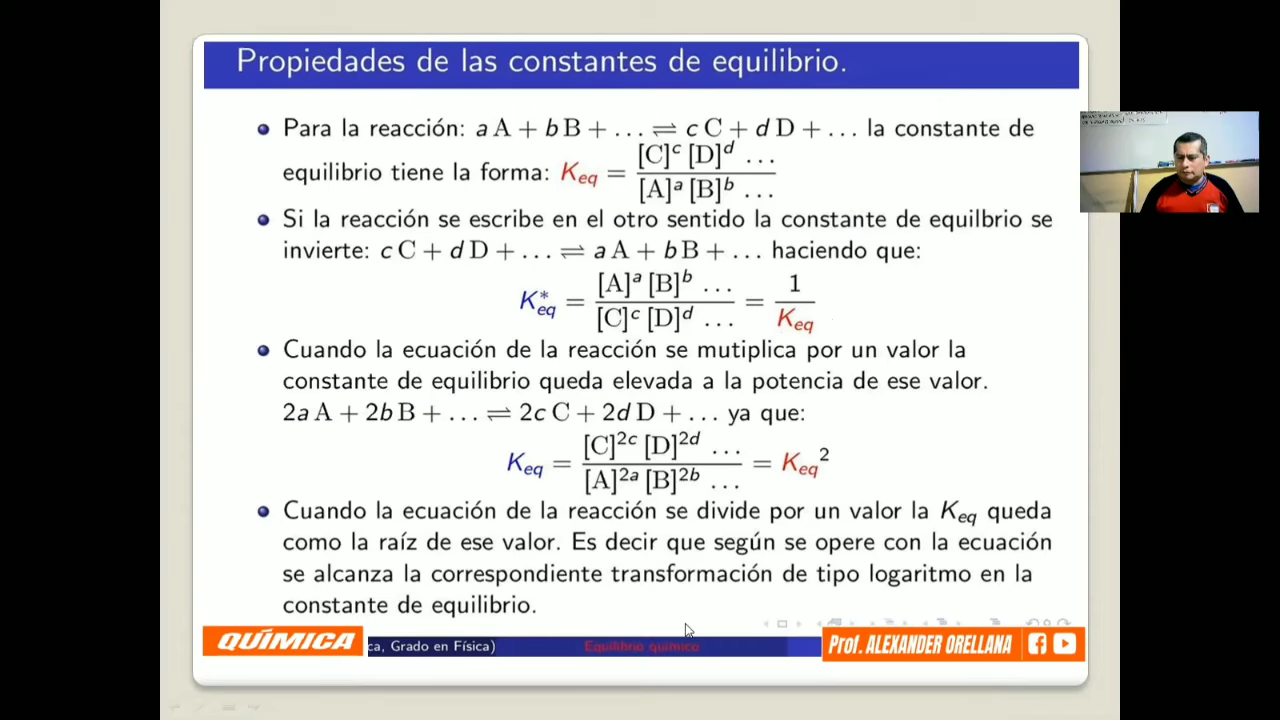 Propiedades de las constantes de equilibrio.
Para la reacción: a A + b B + ... ⇌ c C + d D + ... la constante de
equilibrio tiene la forma: K_eq = [C]^c [D]^d ... / [A]^a [B]^b ...
Si la reacción se escribe en el otro sentido la constante de equilbrio se
invierte: c C + d D + ... ⇌ a A + b B + ... haciendo que:
K*_eq = [A]^a [B]^b ... / [C]^c [D]^d ... = 1 / K_eq
Cuando la ecuación de la reacción se mutiplica por un valor la
constante de equilibrio queda elevada a la potencia de ese valor.
2a A + 2b B + ... ⇌ 2c C + 2d D + ... ya que:
K_eq = [C]^2c [D]^2d ... / [A]^2a [B]^2b ... = K_eq^2
Cuando la ecuación de la reacción se divide por un valor la K_eq queda
como la raíz de ese valor. Es decir que según se opere con la ecuación
se alcanza la correspondiente transformación de tipo logaritmo en la
constante de equilibrio.
QUÍMICA
ca, Grado en Física)
Equilibrio químico
Prof. ALEXANDER ORELLANA